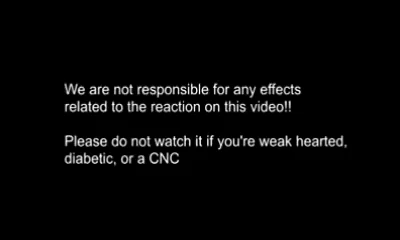 We are not responsible for any effects
related to the reaction on this video!!
Please do not watch it if you're weak hearted,
diabetic, or a CNC